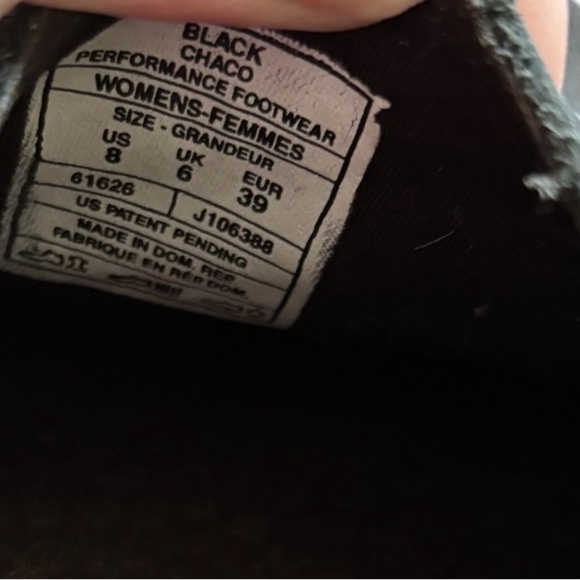 BLACK
CHACO
PERFORMANCE FOOTWEAR
WOMENS-FEMMES
SIZE - GRANDEUR
US UK EUR
8 6 39
61626 J106388
US PATENT PENDING
MADE IN DOM. REP
FABRIQUE EN RÉP DOM.